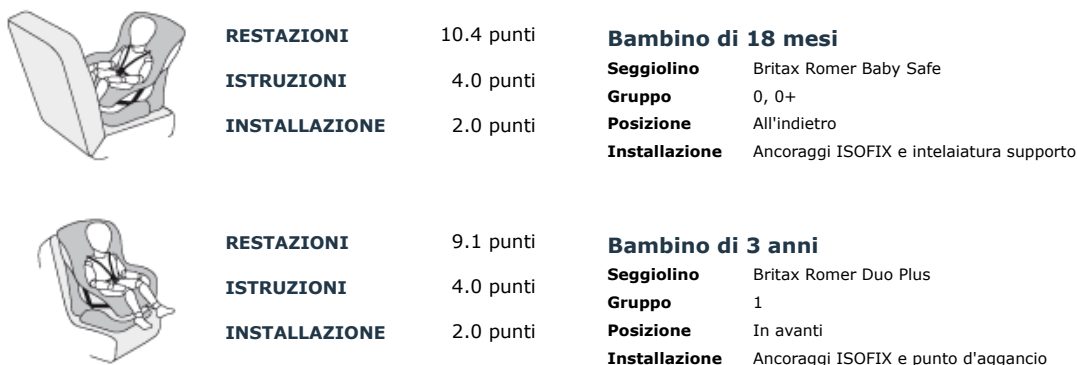 RESTAZIONI 10.4 punti
ISTRUZIONI 4.0 punti
INSTALLAZIONE 2.0 punti
Bambino di 18 mesi
Seggiolino Britax Romer Baby Safe
Gruppo 0, 0+
Posizione All'indietro
Installazione Ancoraggi ISOFIX e intelaiatura supporto
RESTAZIONI 9.1 punti
ISTRUZIONI 4.0 punti
INSTALLAZIONE 2.0 punti
Bambino di 3 anni
Seggiolino Britax Romer Duo Plus
Gruppo 1
Posizione In avanti
Installazione Ancoraggi ISOFIX e punto d'aggancio